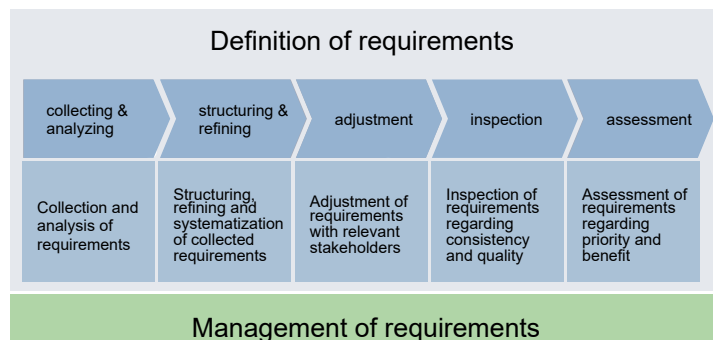 Definition of requirements
collecting &
analyzing
structuring &
refining
adjustment
inspection
assessment
Collection and
analysis of
requirements
Structuring,
refining and
systematization
of collected
requirements
Adjustment of
requirements
with relevant
stakeholders
Inspection of
requirements
regarding
consistency
and quality
Assessment of
requirements
regarding
priority and
benefit
Management of requirements